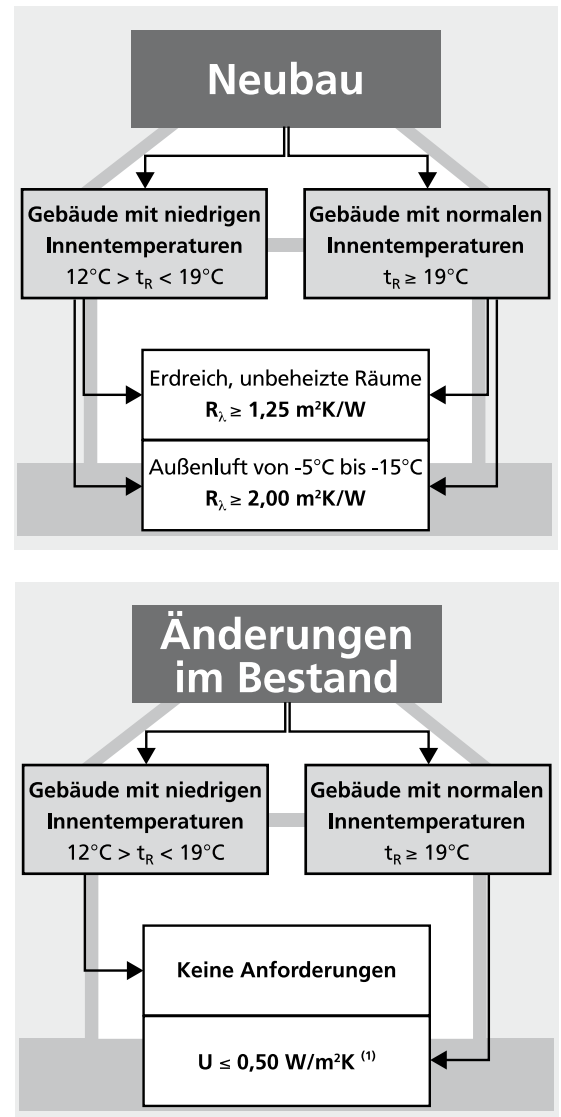 Neubau
Gebäude mit niedrigen
Innentemperaturen
12°C > tR < 19°C
Gebäude mit normalen
Innentemperaturen
tR ≥ 19°C
Erdreich, unbeheizte Räume
Rλ ≥ 1,25 m²K/W
Außenluft von -5°C bis -15°C
Rλ ≥ 2,00 m²K/W
Änderungen
im Bestand
Gebäude mit niedrigen
Innentemperaturen
12°C > tR < 19°C
Gebäude mit normalen
Innentemperaturen
tR ≥ 19°C
Keine Anforderungen
U ≤ 0,50 W/m²K (1)